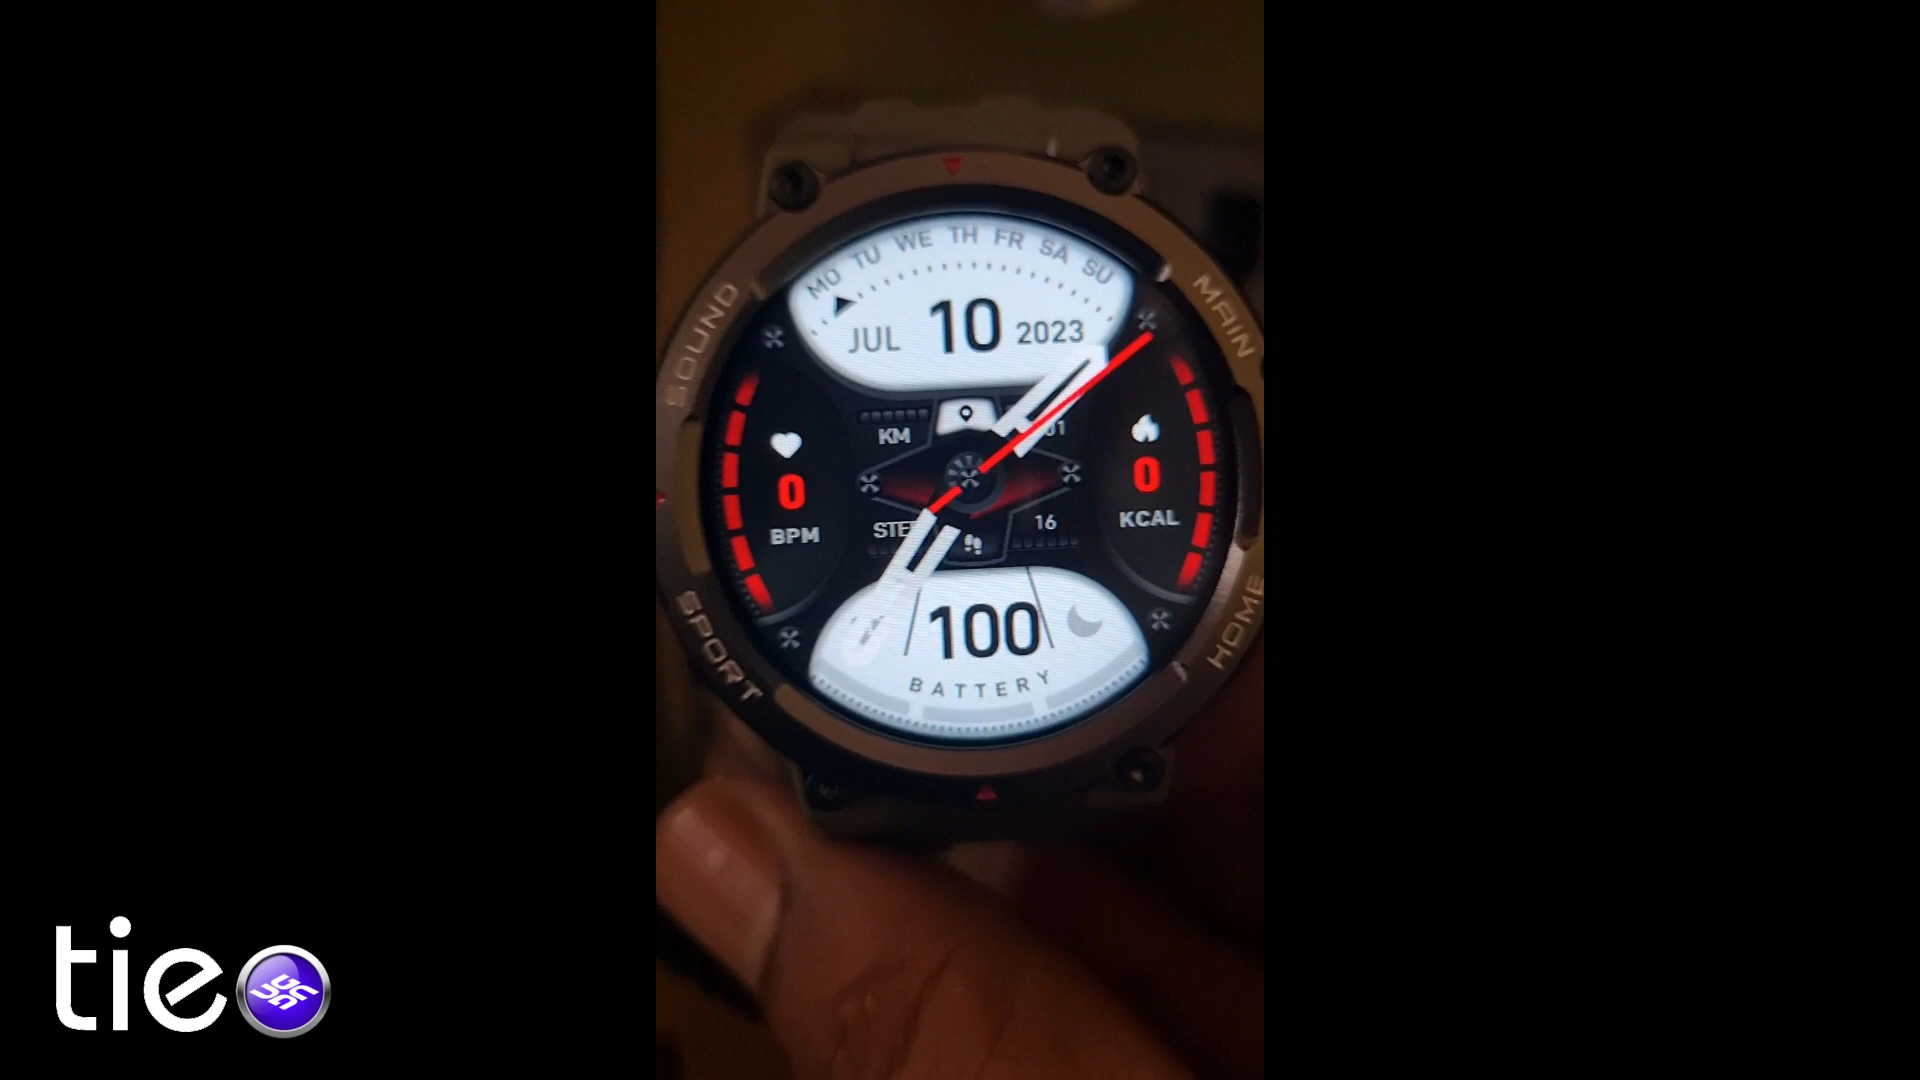 MO TU WE TH FR SA SU
JUL 10 2023
SOUND
MAIN
KM
0
BPM
0
KCAL
16
100
BATTERY
SPORT
HOME
tieo